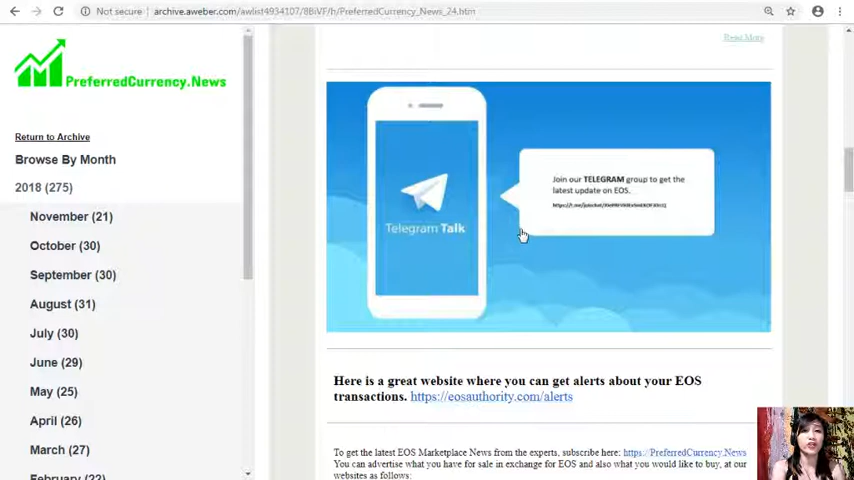 Not secure | archive.aweber.com/awlist4934107/8BiVF/h/PreferredCurrency_News_24.htm
PreferredCurrency.News
Return to Archive
Browse By Month
2018 (275)
November (21)
October (30)
September (30)
August (31)
July (30)
June (29)
May (25)
April (26)
March (27)
February (22)
Read More
Telegram Talk
Join our TELEGRAM group to get the
latest update on EOS.
Here is a great website where you can get alerts about your EOS
transactions. https://eosauthority.com/alerts
To get the latest EOS Marketplace News from the experts, subscribe here: https://PreferredCurrency.News
You can advertise what you have for sale in exchange for EOS and also what you would like to buy, at our
websites as follows: